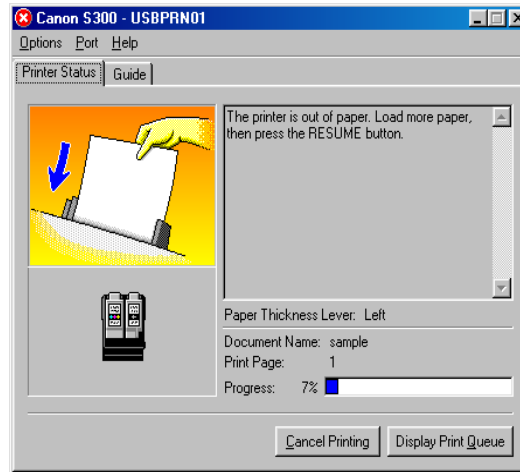 Canon S300 - USBPRN01
Options Port Help
Printer Status Guide
The printer is out of paper. Load more paper,
then press the RESUME button.
Paper Thickness Lever: Left
Document Name: sample
Print Page: 1
Progress: 7%
Cancel Printing Display Print Queue